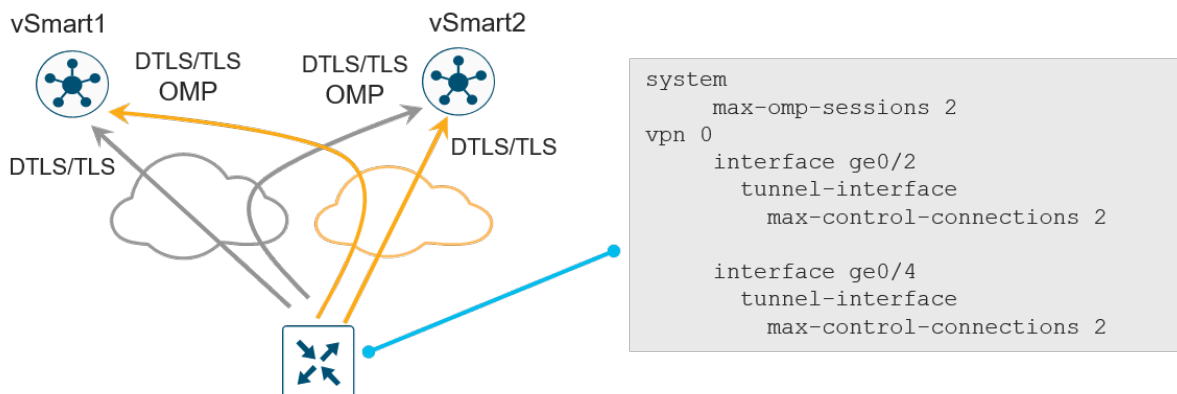 vSmart1
vSmart2
DTLS/TLS
OMP
DTLS/TLS
OMP
DTLS/TLS
DTLS/TLS
system
max-omp-sessions 2
vpn 0
interface ge0/2
tunnel-interface
max-control-connections 2
interface ge0/4
tunnel-interface
max-control-connections 2